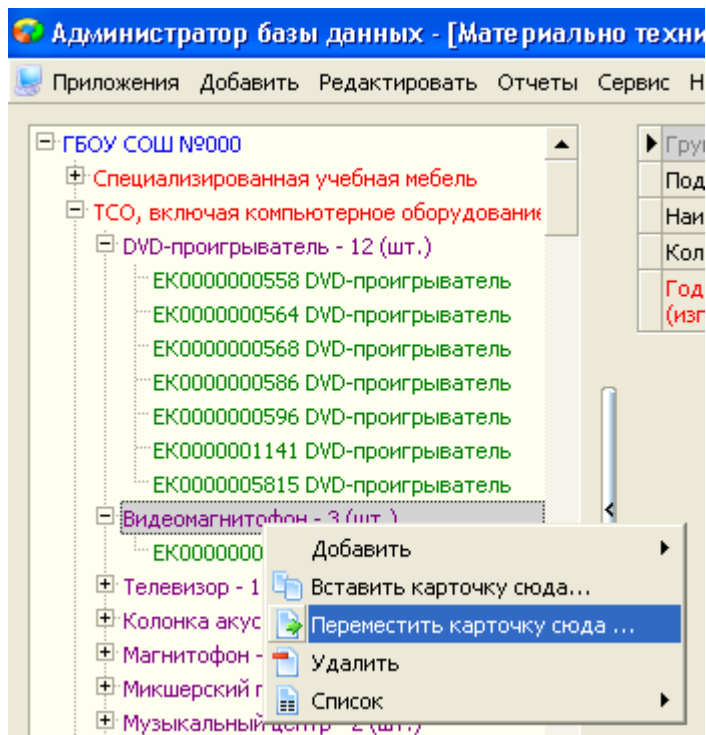 Администратор базы данных - [Материально техни
Приложения Добавить Редактировать Отчеты Сервис Н
ГБОУ СОШ №000
Специализированная учебная мебель
ТСО, включая компьютерное оборудование
DVD-проигрыватель - 12 (шт.)
ЕК0000000558 DVD-проигрыватель
ЕК0000000564 DVD-проигрыватель
ЕК0000000568 DVD-проигрыватель
ЕК0000000586 DVD-проигрыватель
ЕК0000000596 DVD-проигрыватель
ЕК0000001141 DVD-проигрыватель
ЕК0000005815 DVD-проигрыватель
Видеомагнитофон - 3 (шт.)
ЕК0000000
Телевизор - 1
Колонка акус
Магнитофон -
Микшерский п
Музыкальный центр - 2 (шт.)
Добавить
Вставить карточку сюда...
Переместить карточку сюда ...
Удалить
Список
Груп
Под
Наи
Кол
Год
(изг